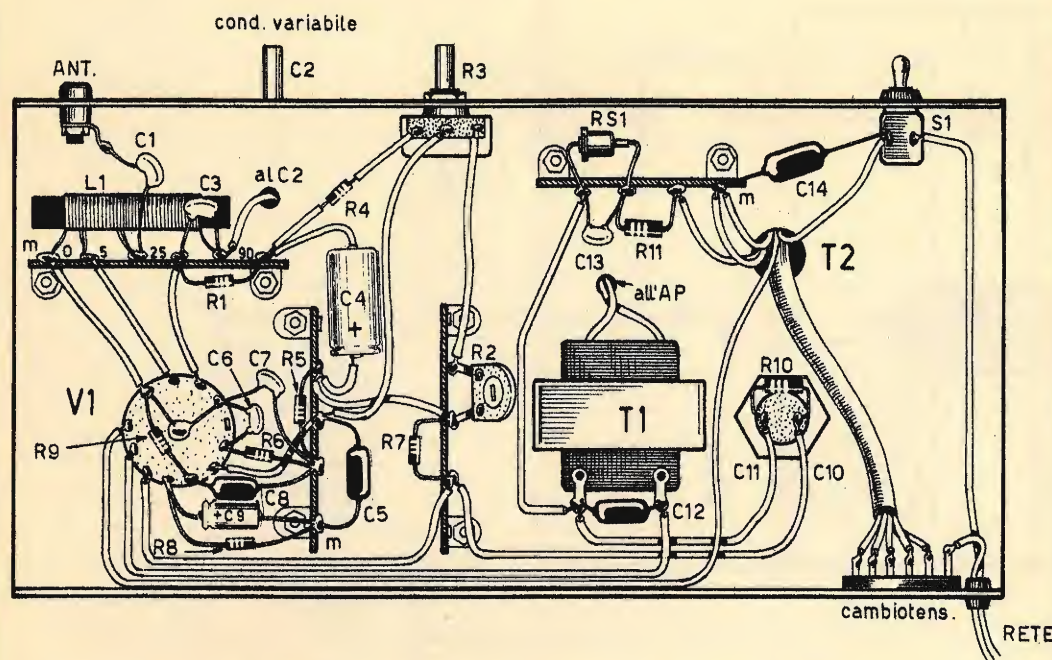 cond. variabile
ANT.
C2
R3
S1
C1
RS1
L1
C3
al C2
R4
C14
m
0
5
25
90
m
R1
C13
R11
T2
C4
+
all'AP
R5
C6
C7
R2
R10
V1
T1
R9
R6
R7
C11
C10
C8
+C9
C5
C12
R8
m
cambiotens.
RETE